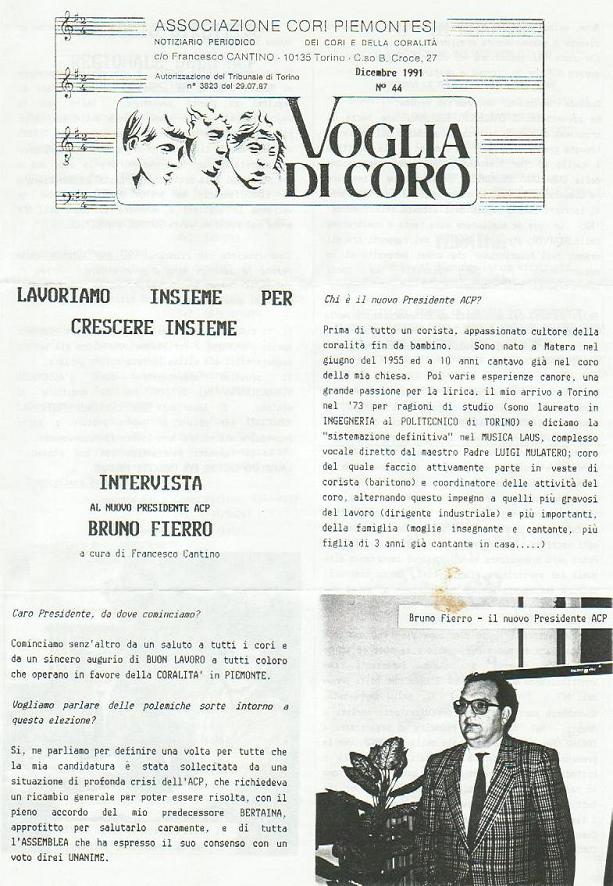 ASSOCIAZIONE CORI PIEMONTESI
NOTIZIARIO PERIODICO DEI CORI E DELLA CORALITÀ
c/o Francesco CANTINO - 10135 Torino - C.so B. Croce, 27
Autorizzazione del Tribunale di Torino
n° 3823 del 29.07.87
Dicembre 1991
N° 44
VOGLIA
DI CORO
LAVORIAMO INSIEME PER
CRESCERE INSIEME
INTERVISTA
AL NUOVO PRESIDENTE ACP
BRUNO FIERRO
a cura di Francesco Cantino
Caro Presidente, da dove cominciamo?
Cominciamo senz'altro da un saluto a tutti i cori e
da un sincero augurio di BUON LAVORO a tutti coloro
che operano in favore della CORALITA' in PIEMONTE.
Vogliamo parlare delle polemiche sorte intorno a
questa elezione?
Si, ne parliamo per definire una volta per tutte che
la mia candidatura è stata sollecitata da una
situazione di profonda crisi dell'ACP, che richiedeva
un ricambio generale per poter essere risolta, con il
pieno accordo del mio predecessore BERTAINA,
approfitto per salutarlo caramente, e di tutta
l'ASSEMBLEA che ha espresso il suo consenso con un
voto direi UNANIME.
Chi è il nuovo Presidente ACP?
Prima di tutto un corista, appassionato cultore della
coralità fin da bambino. Sono nato a Matera nel
giugno del 1955 ed a 10 anni cantavo già nel coro
della mia chiesa. Poi varie esperienze canore, una
grande passione per la lirica, il mio arrivo a Torino
nel '73 per ragioni di studio (sono laureato in
INGEGNERIA al POLITECNICO di TORINO) e diciamo la
"sistemazione definitiva" nel MUSICA LAUS, complesso
vocale diretto dal maestro Padre LUIGI MULATERO; coro
del quale faccio attivamente parte in veste di
corista (baritono) e coordinatore delle attività del
coro, alternando questo impegno a quelli più gravosi
del lavoro (dirigente industriale) e più importanti,
della famiglia (moglie insegnante e cantante, più
figlia di 3 anni già cantante in casa.....)
Bruno Fierro - il nuovo Presidente ACP